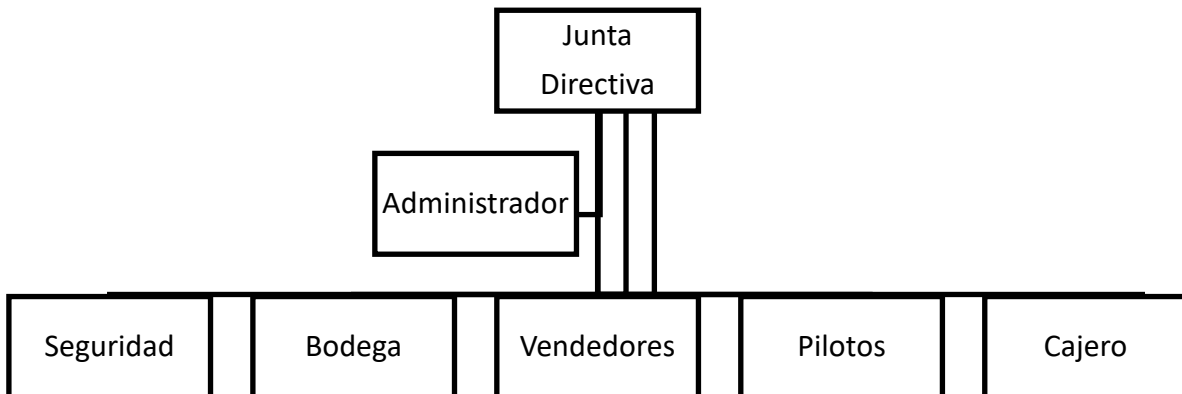 Junta
Directiva
Administrador
Seguridad
Bodega
Vendedores
Pilotos
Cajero